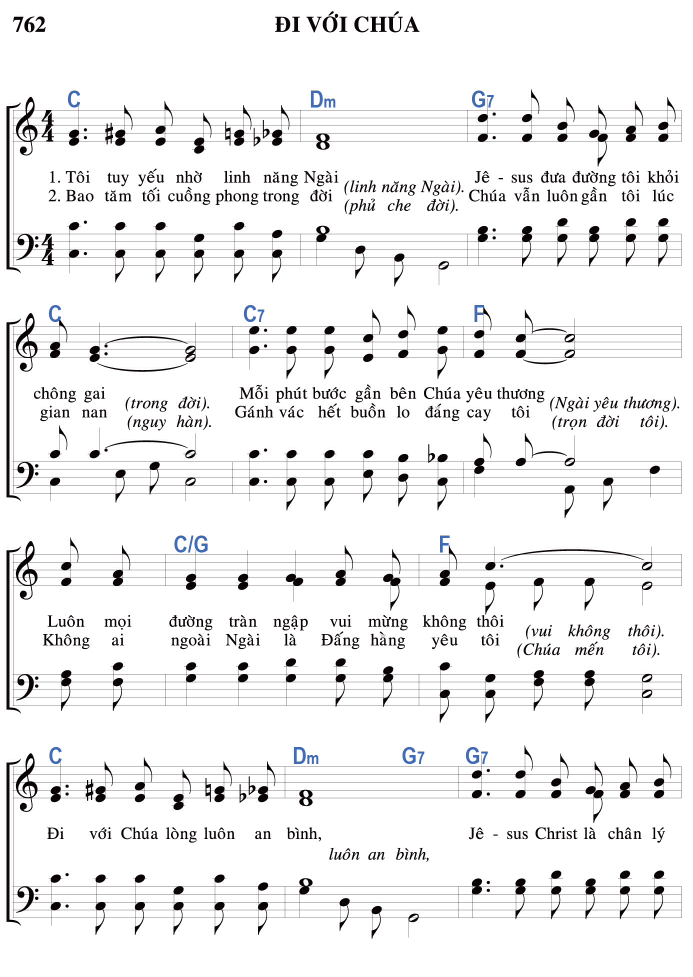 762 ĐI VỚI CHÚA
C Dm G7
4 4
1. Tôi tuy yếu nhờ linh năng Ngài (linh năng Ngài). Jê - sus đưa đường tôi khỏi
2. Bao tăm tối cuồng phong trong đời (phủ che đời). Chúa vẫn luôn gần tôi lúc
4 4
C C7 F
chông gai (trong đời). Mỗi phút bước gần bên Chúa yêu thương (Ngài yêu thương).
gian nan (nguy hàn). Gánh vác hết buồn lo đắng cay tôi (trọn đời tôi).
C/G F
Luôn mọi đường tràn ngập vui mừng không thôi (vui không thôi).
Không ai ngoài Ngài là Đấng hàng yêu tôi (Chúa mến tôi).
C Dm G7 G7
Đi với Chúa lòng luôn an bình, Jê - sus Christ là chân lý
luôn an bình,